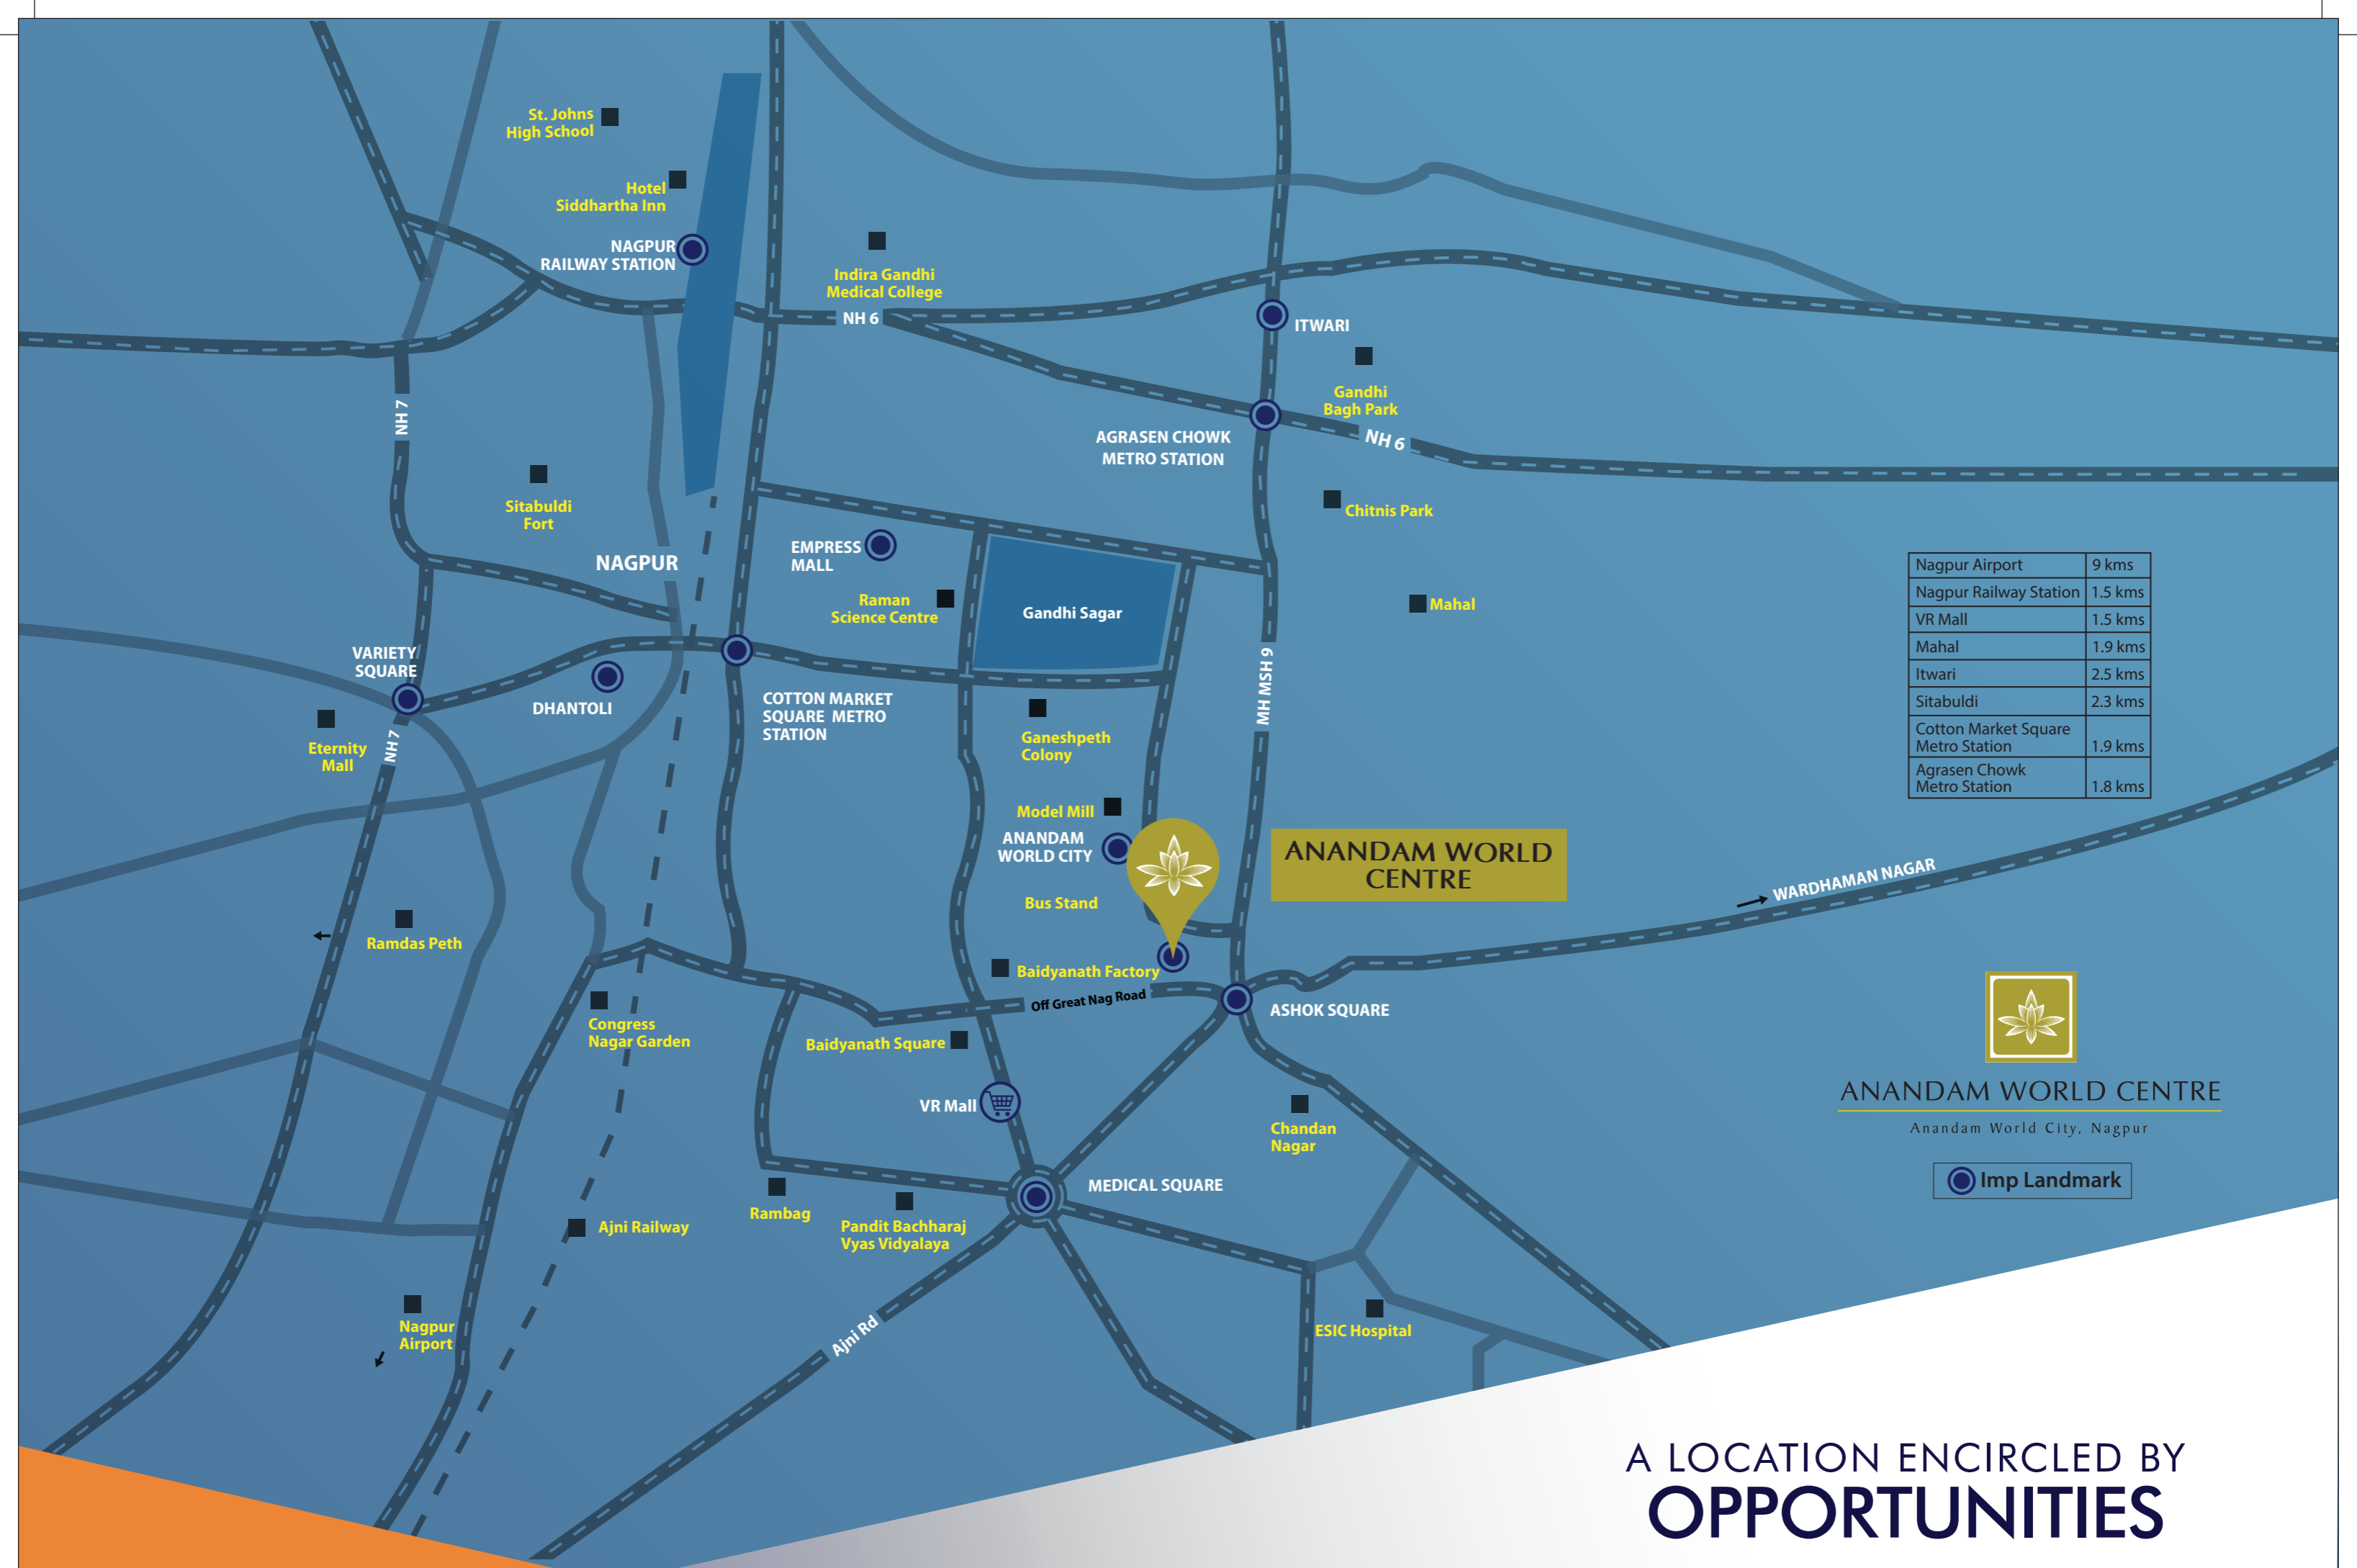 St. Johns
High School
Hotel
Siddhartha Inn
NAGPUR
RAILWAY STATION
Indira Gandhi
Medical College
NH 6
ITWARI
Gandhi
Bagh Park
NH 7
AGRASEN CHOWK
METRO STATION
NH 6
Sitabuldi
Fort
Chitnis Park
NAGPUR
EMPRESS
MALL
Raman
Science Centre
Gandhi Sagar
Mahal
Nagpur Airport 9 kms
Nagpur Railway Station 1.5 kms
VR Mall 1.5 kms
Mahal 1.9 kms
Itwari 2.5 kms
Sitabuldi 2.3 kms
Cotton Market Square
Metro Station 1.9 kms
Agrasen Chowk
Metro Station 1.8 kms
VARIETY
SQUARE
DHANTOLI
COTTON MARKET
SQUARE METRO
STATION
MH MSH 9
Eternity
Mall
NH 7
Ganeshpeth
Colony
Model Mill
ANANDAM
WORLD CITY
ANANDAM WORLD
CENTRE
WARDHAMAN NAGAR
Bus Stand
Ramdas Peth
Baidyanath Factory
Off Great Nag Road
ASHOK SQUARE
Congress
Nagar Garden
Baidyanath Square
VR Mall
Chandan
Nagar
ANANDAM WORLD CENTRE
Anandam World City, Nagpur
Imp Landmark
MEDICAL SQUARE
Rambag
Ajni Railway
Pandit Bachharaj
Vyas Vidyalaya
Nagpur
Airport
Ajni Rd
ESIC Hospital
A LOCATION ENCIRCLED BY
OPPORTUNITIES